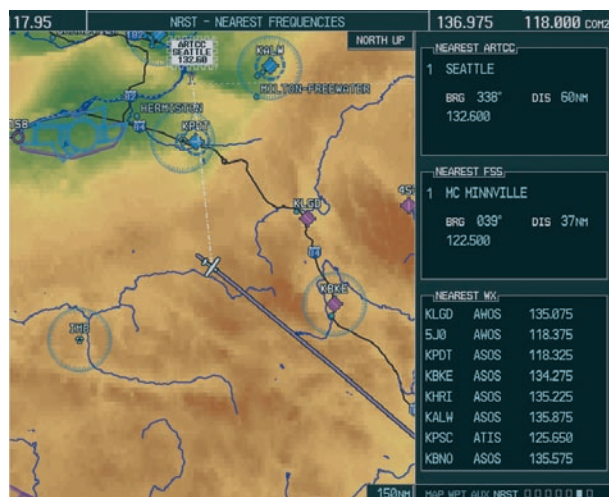 17.95
NRST - NEAREST FREQUENCIES
136.975
118.000 COM2
NORTH UP
ARTCC
SEATTLE
132.60
KALW
MILTON-FREEWATER
HERMISTON
82
84
KPDT
KLGD
84
KBKE
IMB
NEAREST ARTCC
1 SEATTLE
BRG 338° DIS 60NM
132.600
NEAREST FSS
1 MC MINNVILLE
BRG 039° DIS 37NM
122.500
NEAREST WX
KLGD AWOS 135.075
5J0 AWOS 118.375
KPDT ASOS 118.325
KBKE ASOS 134.275
KHRI ASOS 135.225
KALW ASOS 135.875
KPSC ATIS 125.650
KBNO ASOS 135.575
150NM
MAP WPT AUX NRST